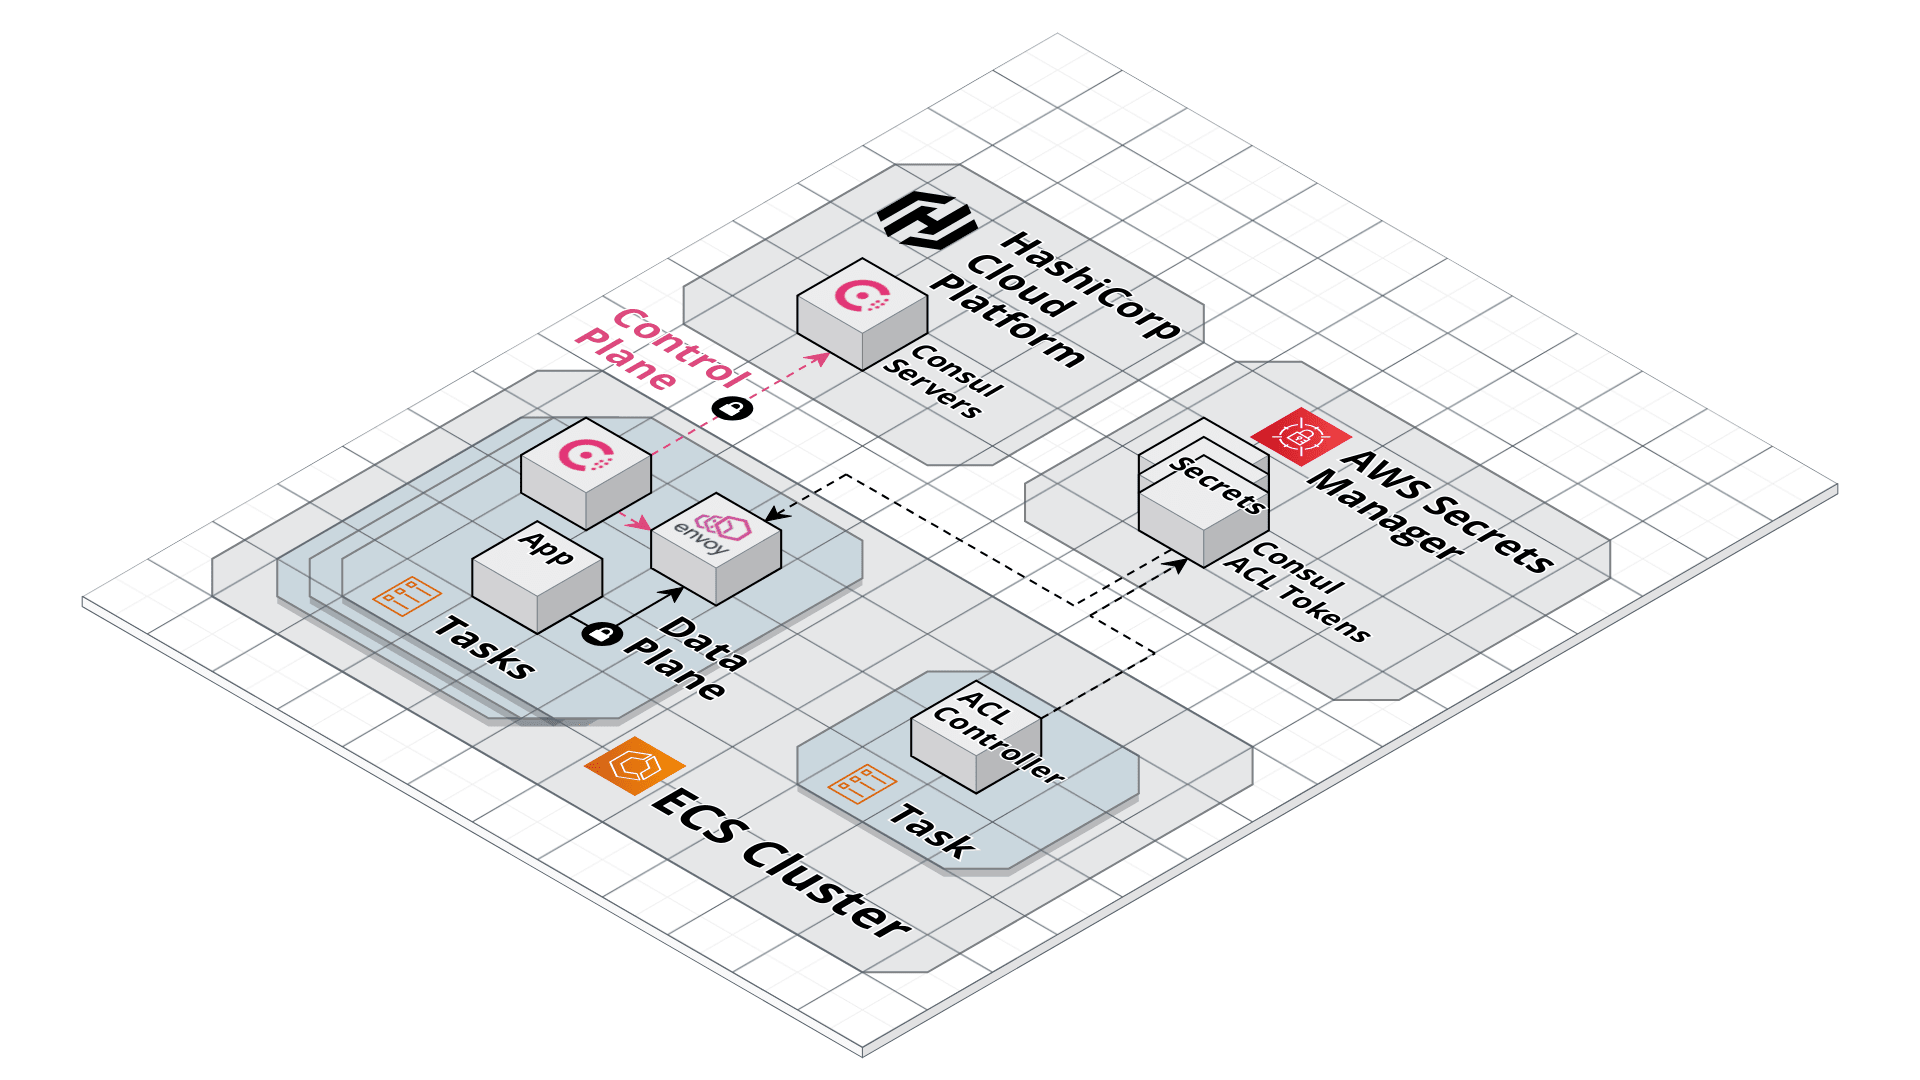 HashiCorp
Cloud
Platform
Consul
Servers
Control
Plane
AWS Secrets
Manager
Secrets
Consul
ACL Tokens
envoy
App
Tasks
Data
Plane
ACL
Controller
Task
ECS Cluster